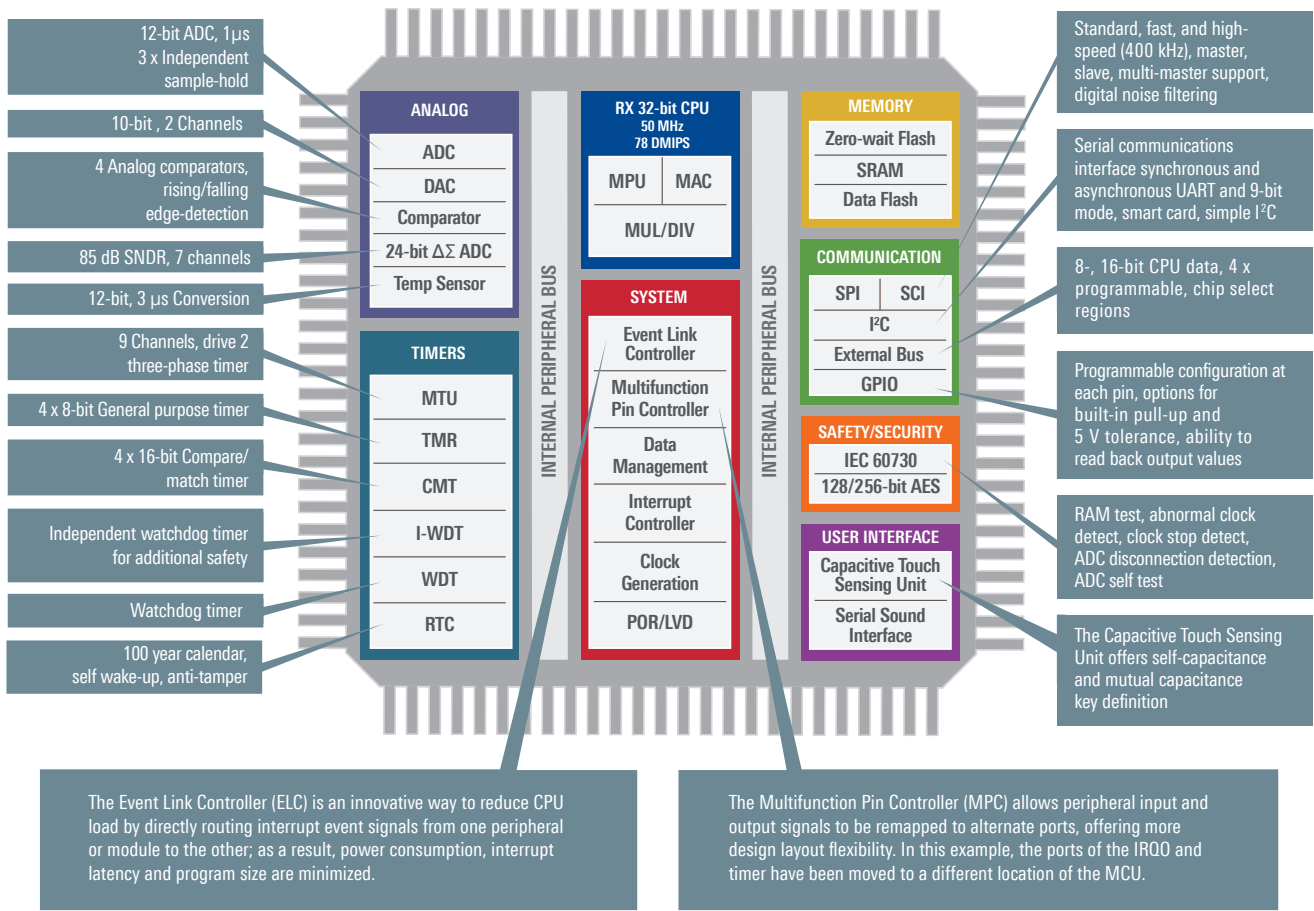 12-bit ADC, 1µs
3 x Independent
sample-hold
10-bit , 2 Channels
4 Analog comparators,
rising/falling
edge-detection
85 dB SNDR, 7 channels
12-bit, 3 µs Conversion
9 Channels, drive 2
three-phase timer
4 x 8-bit General purpose timer
4 x 16-bit Compare/
match timer
Independent watchdog timer
for additional safety
Watchdog timer
100 year calendar,
self wake-up, anti-tamper
ANALOG
ADC
DAC
Comparator
24-bit ΔΣ ADC
Temp Sensor
TIMERS
MTU
TMR
CMT
I-WDT
WDT
RTC
INTERNAL PERIPHERAL BUS
RX 32-bit CPU
50 MHz
78 DMIPS
MPU MAC
MUL/DIV
SYSTEM
Event Link
Controller
Multifunction
Pin Controller
Data
Management
Interrupt
Controller
Clock
Generation
POR/LVD
INTERNAL PERIPHERAL BUS
MEMORY
Zero-wait Flash
SRAM
Data Flash
COMMUNICATION
SPI SCI
I²C
External Bus
GPIO
SAFETY/SECURITY
IEC 60730
128/256-bit AES
USER INTERFACE
Capacitive Touch
Sensing Unit
Serial Sound
Interface
Standard, fast, and high-
speed (400 kHz), master,
slave, multi-master support,
digital noise filtering
Serial communications
interface synchronous and
asynchronous UART and 9-bit
mode, smart card, simple I²C
8-, 16-bit CPU data, 4 x
programmable, chip select
regions
Programmable configuration at
each pin, options for
built-in pull-up and
5 V tolerance, ability to
read back output values
RAM test, abnormal clock
detect, clock stop detect,
ADC disconnection detection,
ADC self test
The Capacitive Touch Sensing
Unit offers self-capacitance
and mutual capacitance
key definition
The Event Link Controller (ELC) is an innovative way to reduce CPU
load by directly routing interrupt event signals from one peripheral
or module to the other; as a result, power consumption, interrupt
latency and program size are minimized.
The Multifunction Pin Controller (MPC) allows peripheral input and
output signals to be remapped to alternate ports, offering more
design layout flexibility. In this example, the ports of the IRQ0 and
timer have been moved to a different location of the MCU.